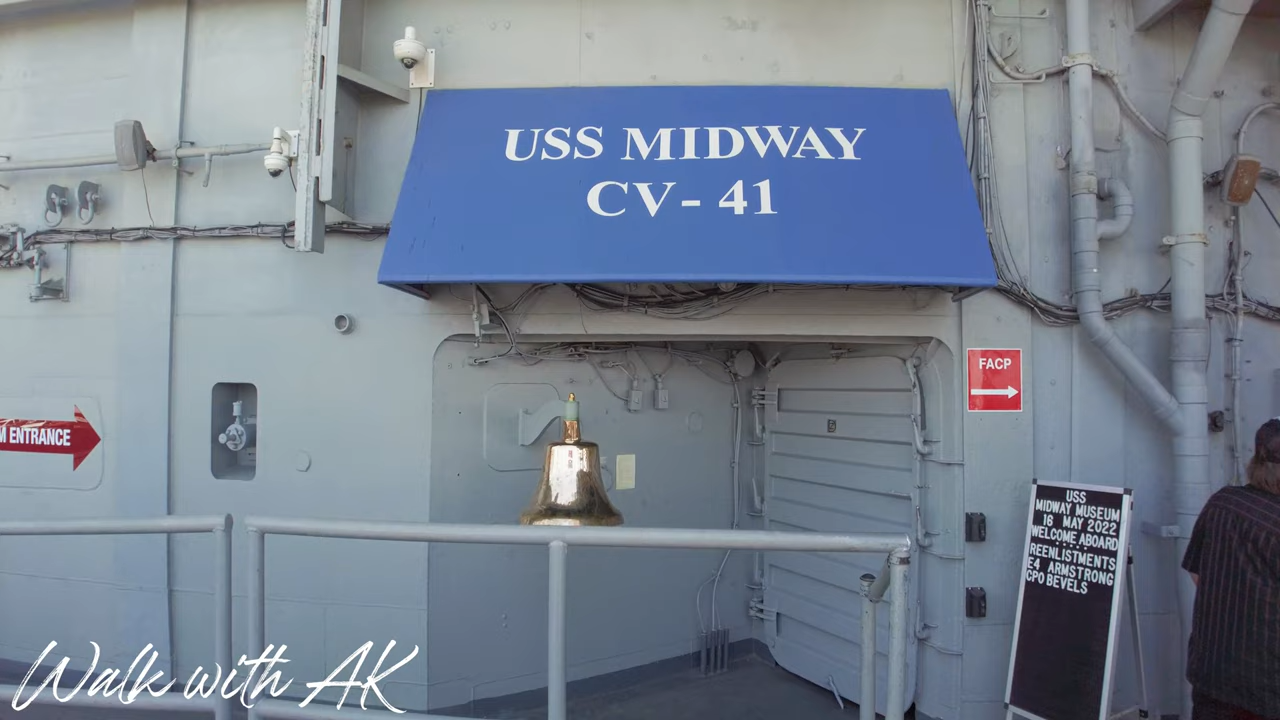 USS MIDWAY
CV- 41
M ENTRANCE
FACP
USS
MIDWAY MUSEUM
16 MAY 2022
WELCOME ABOARD
REENLISTMENTS
E4 ARMSTRONG
CPO BEVELS
Walk with AK